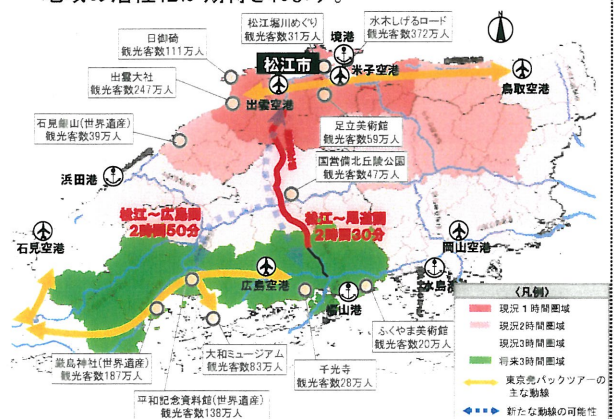 地域の活性化が期待されます。
松江堀川めぐり
観光客数31万人
境港
水木しげるロード
観光客数372万人
日御碕
観光客数111万人
松江市
米子空港
出雲大社
観光客数247万人
出雲空港
鳥取空港
石見銀山(世界遺産)
観光客数39万人
足立美術館
観光客数59万人
国営備北丘陵公園
観光客数47万人
浜田港
松江〜広島間
2時間50分
松江〜尾道間
2時間30分
石見空港
岡山空港
広島空港
福山港
水島港
〈凡例〉
現況1時間圏域
現況2時間圏域
現況3時間圏域
将来3時間圏域
東京発パックツアーの
主な動線
新たな動線の可能性
厳島神社(世界遺産)
観光客数187万人
大和ミュージアム
観光客数83万人
千光寺
観光客数28万人
ふくやま美術館
観光客数20万人
平和記念資料館(世界遺産)
観光客数138万人